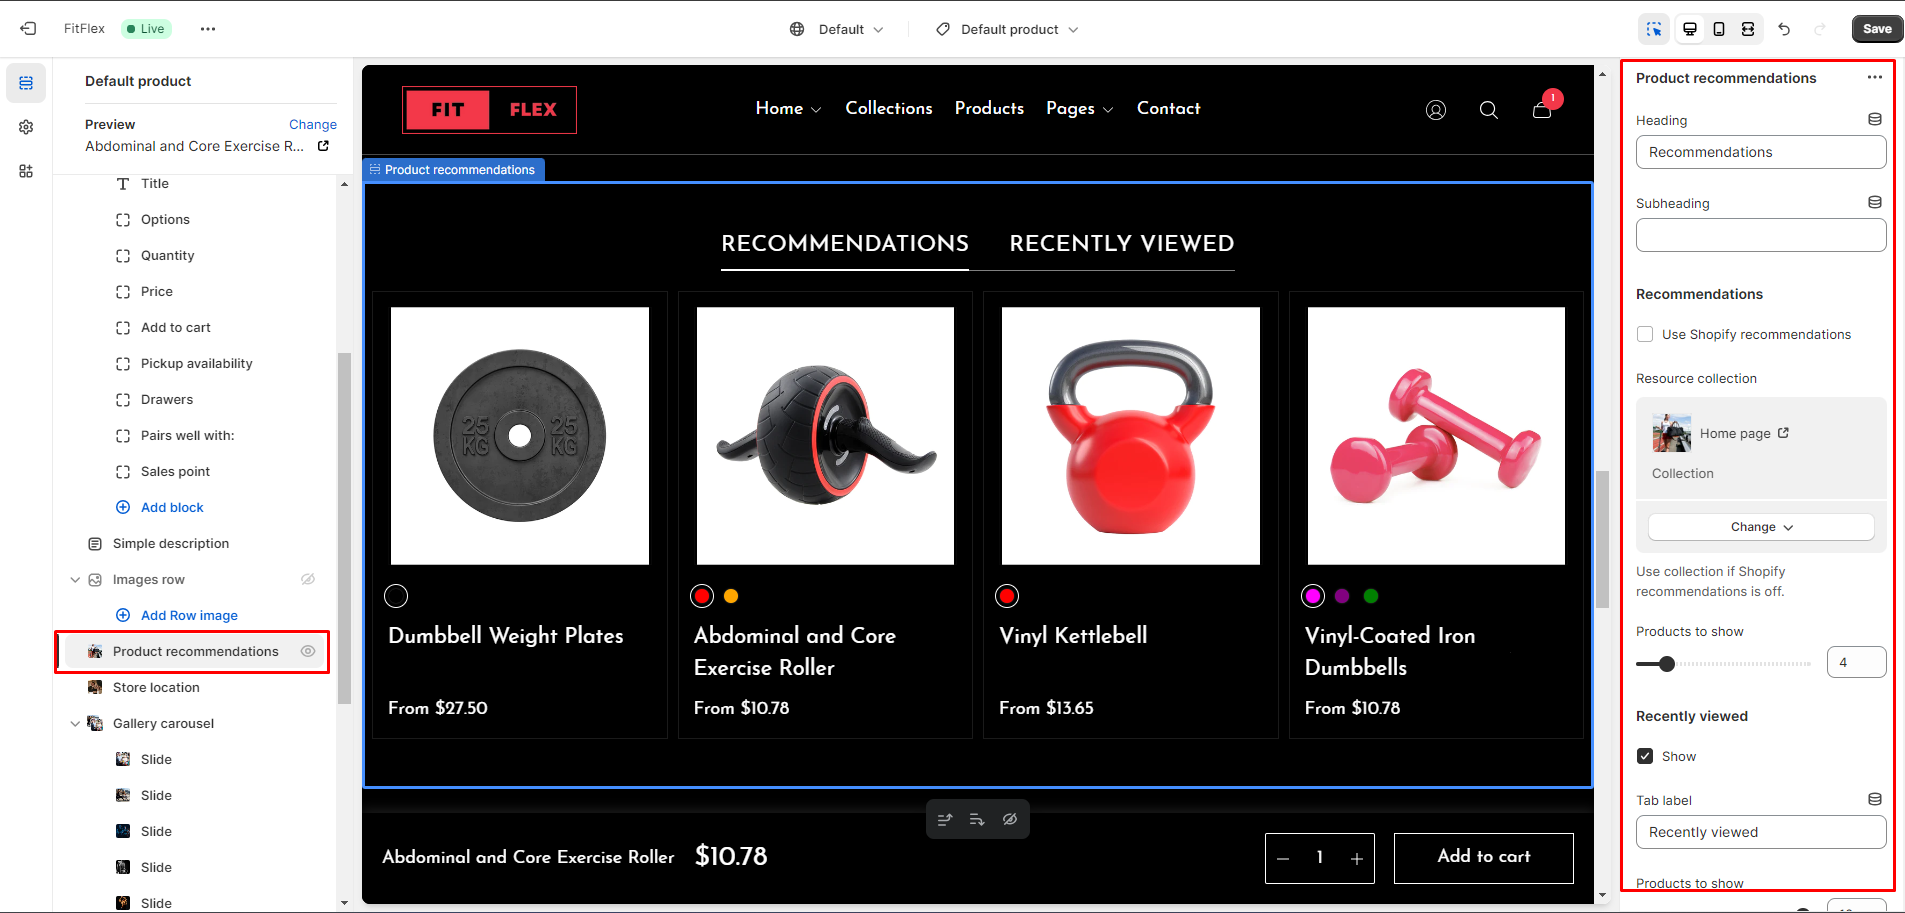 FitFlex
Live
Default
Default product
Save
Default product
Preview
Change
Abdominal and Core Exercise R...
Title
Options
Quantity
Price
Add to cart
Pickup availability
Drawers
Pairs well with:
Sales point
Add block
Simple description
Images row
Add Row image
Product recommendations
Store location
Gallery carousel
Slide
Slide
Slide
Slide
Slide
FIT FLEX
Home
Collections
Products
Pages
Contact
1
Product recommendations
RECOMMENDATIONS
RECENTLY VIEWED
25 KG
25 KG
Dumbbell Weight Plates
From $27.50
Abdominal and Core
Exercise Roller
From $10.78
Vinyl Kettlebell
From $13.65
Vinyl-Coated Iron
Dumbbells
From $10.78
Abdominal and Core Exercise Roller
$10.78
1
Add to cart
Product recommendations
Heading
Recommendations
Subheading
Recommendations
Use Shopify recommendations
Resource collection
Home page
Collection
Change
Use collection if Shopify
recommendations is off.
Products to show
4
Recently viewed
Show
Tab label
Recently viewed
Products to show